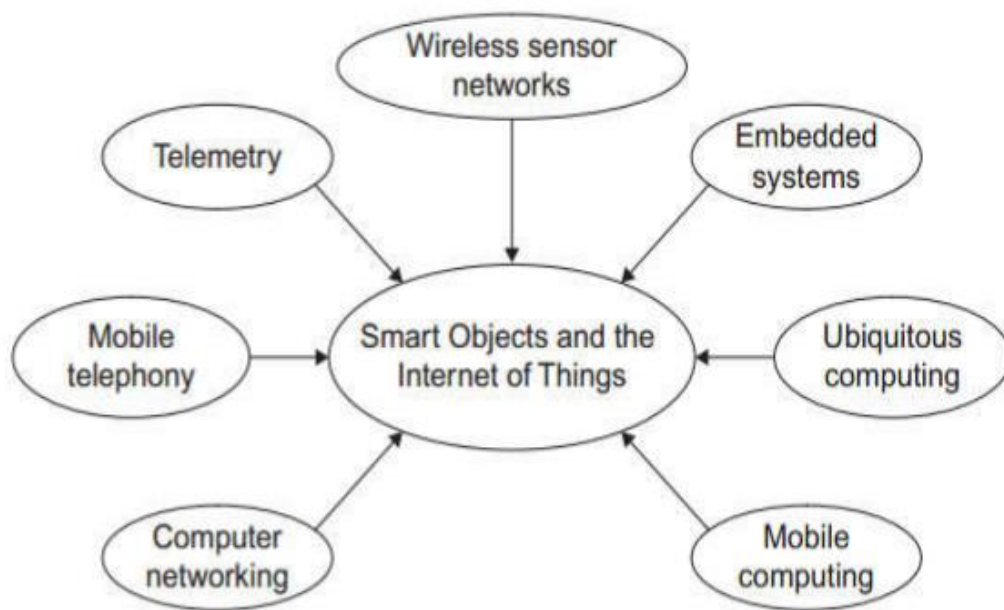 Wireless sensor
networks
Telemetry
Embedded
systems
Mobile
telephony
Smart Objects and the
Internet of Things
Ubiquitous
computing
Computer
networking
Mobile
computing